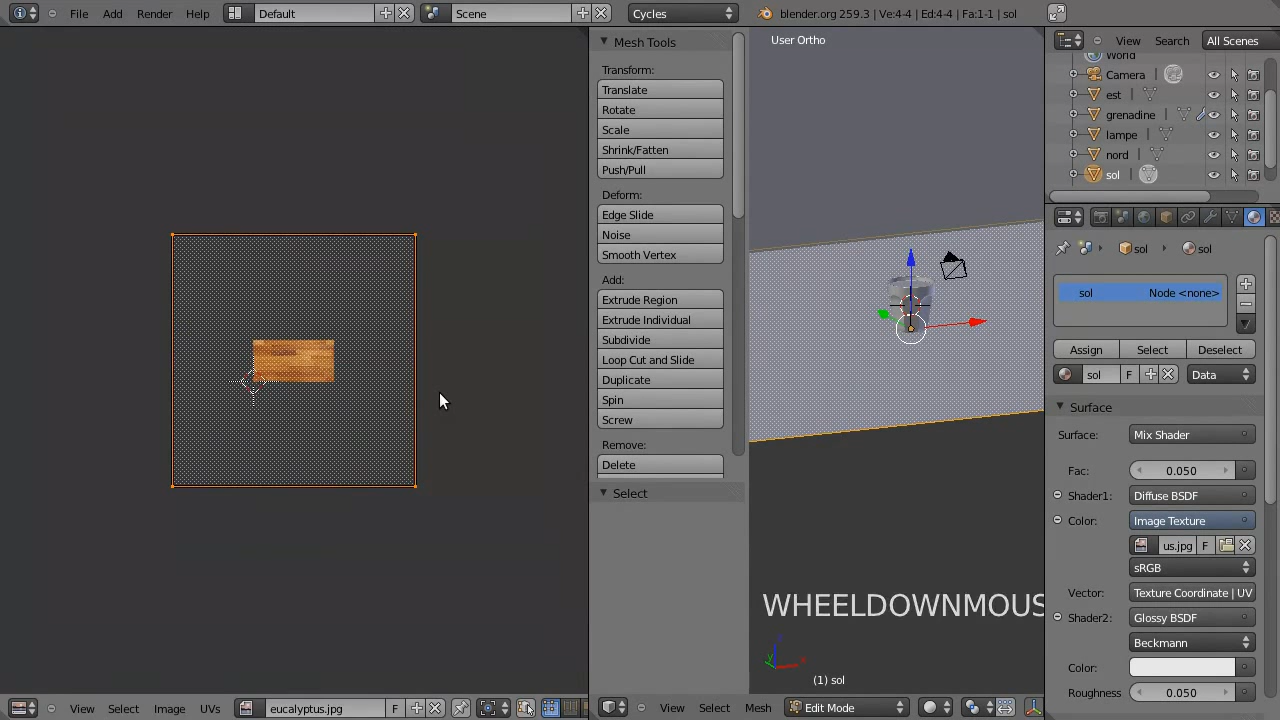 File Add Render Help Default Scene Cycles blender.org 259.3 | Ve:4-4 | Ed:4-4 | Fa:1-1 | sol
Mesh Tools
Transform:
Translate
Rotate
Scale
Shrink/Fatten
Push/Pull
Deform:
Edge Slide
Noise
Smooth Vertex
Add:
Extrude Region
Extrude Individual
Subdivide
Loop Cut and Slide
Duplicate
Spin
Screw
Remove:
Delete
Select
User Ortho
WHEELDOWNMOUS
z
y
x
(1) sol
View Search All Scenes
World
Camera
est
grenadine
lampe
nord
sol
sol sol
sol Node <none>
Assign Select Deselect
sol F Data
Surface
Surface: Mix Shader
Fac: 0.050
Shader1: Diffuse BSDF
Color: Image Texture
us.jpg F
sRGB
Vector: Texture Coordinate | UV
Shader2: Glossy BSDF
Beckmann
Color:
Roughness 0.050
View Select Image UVs eucalyptus.jpg F
View Select Mesh Edit Mode